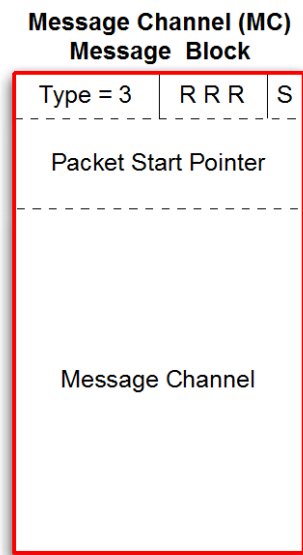 Message Channel (MC)
Message Block
Type = 3 R R R S
Packet Start Pointer
Message Channel